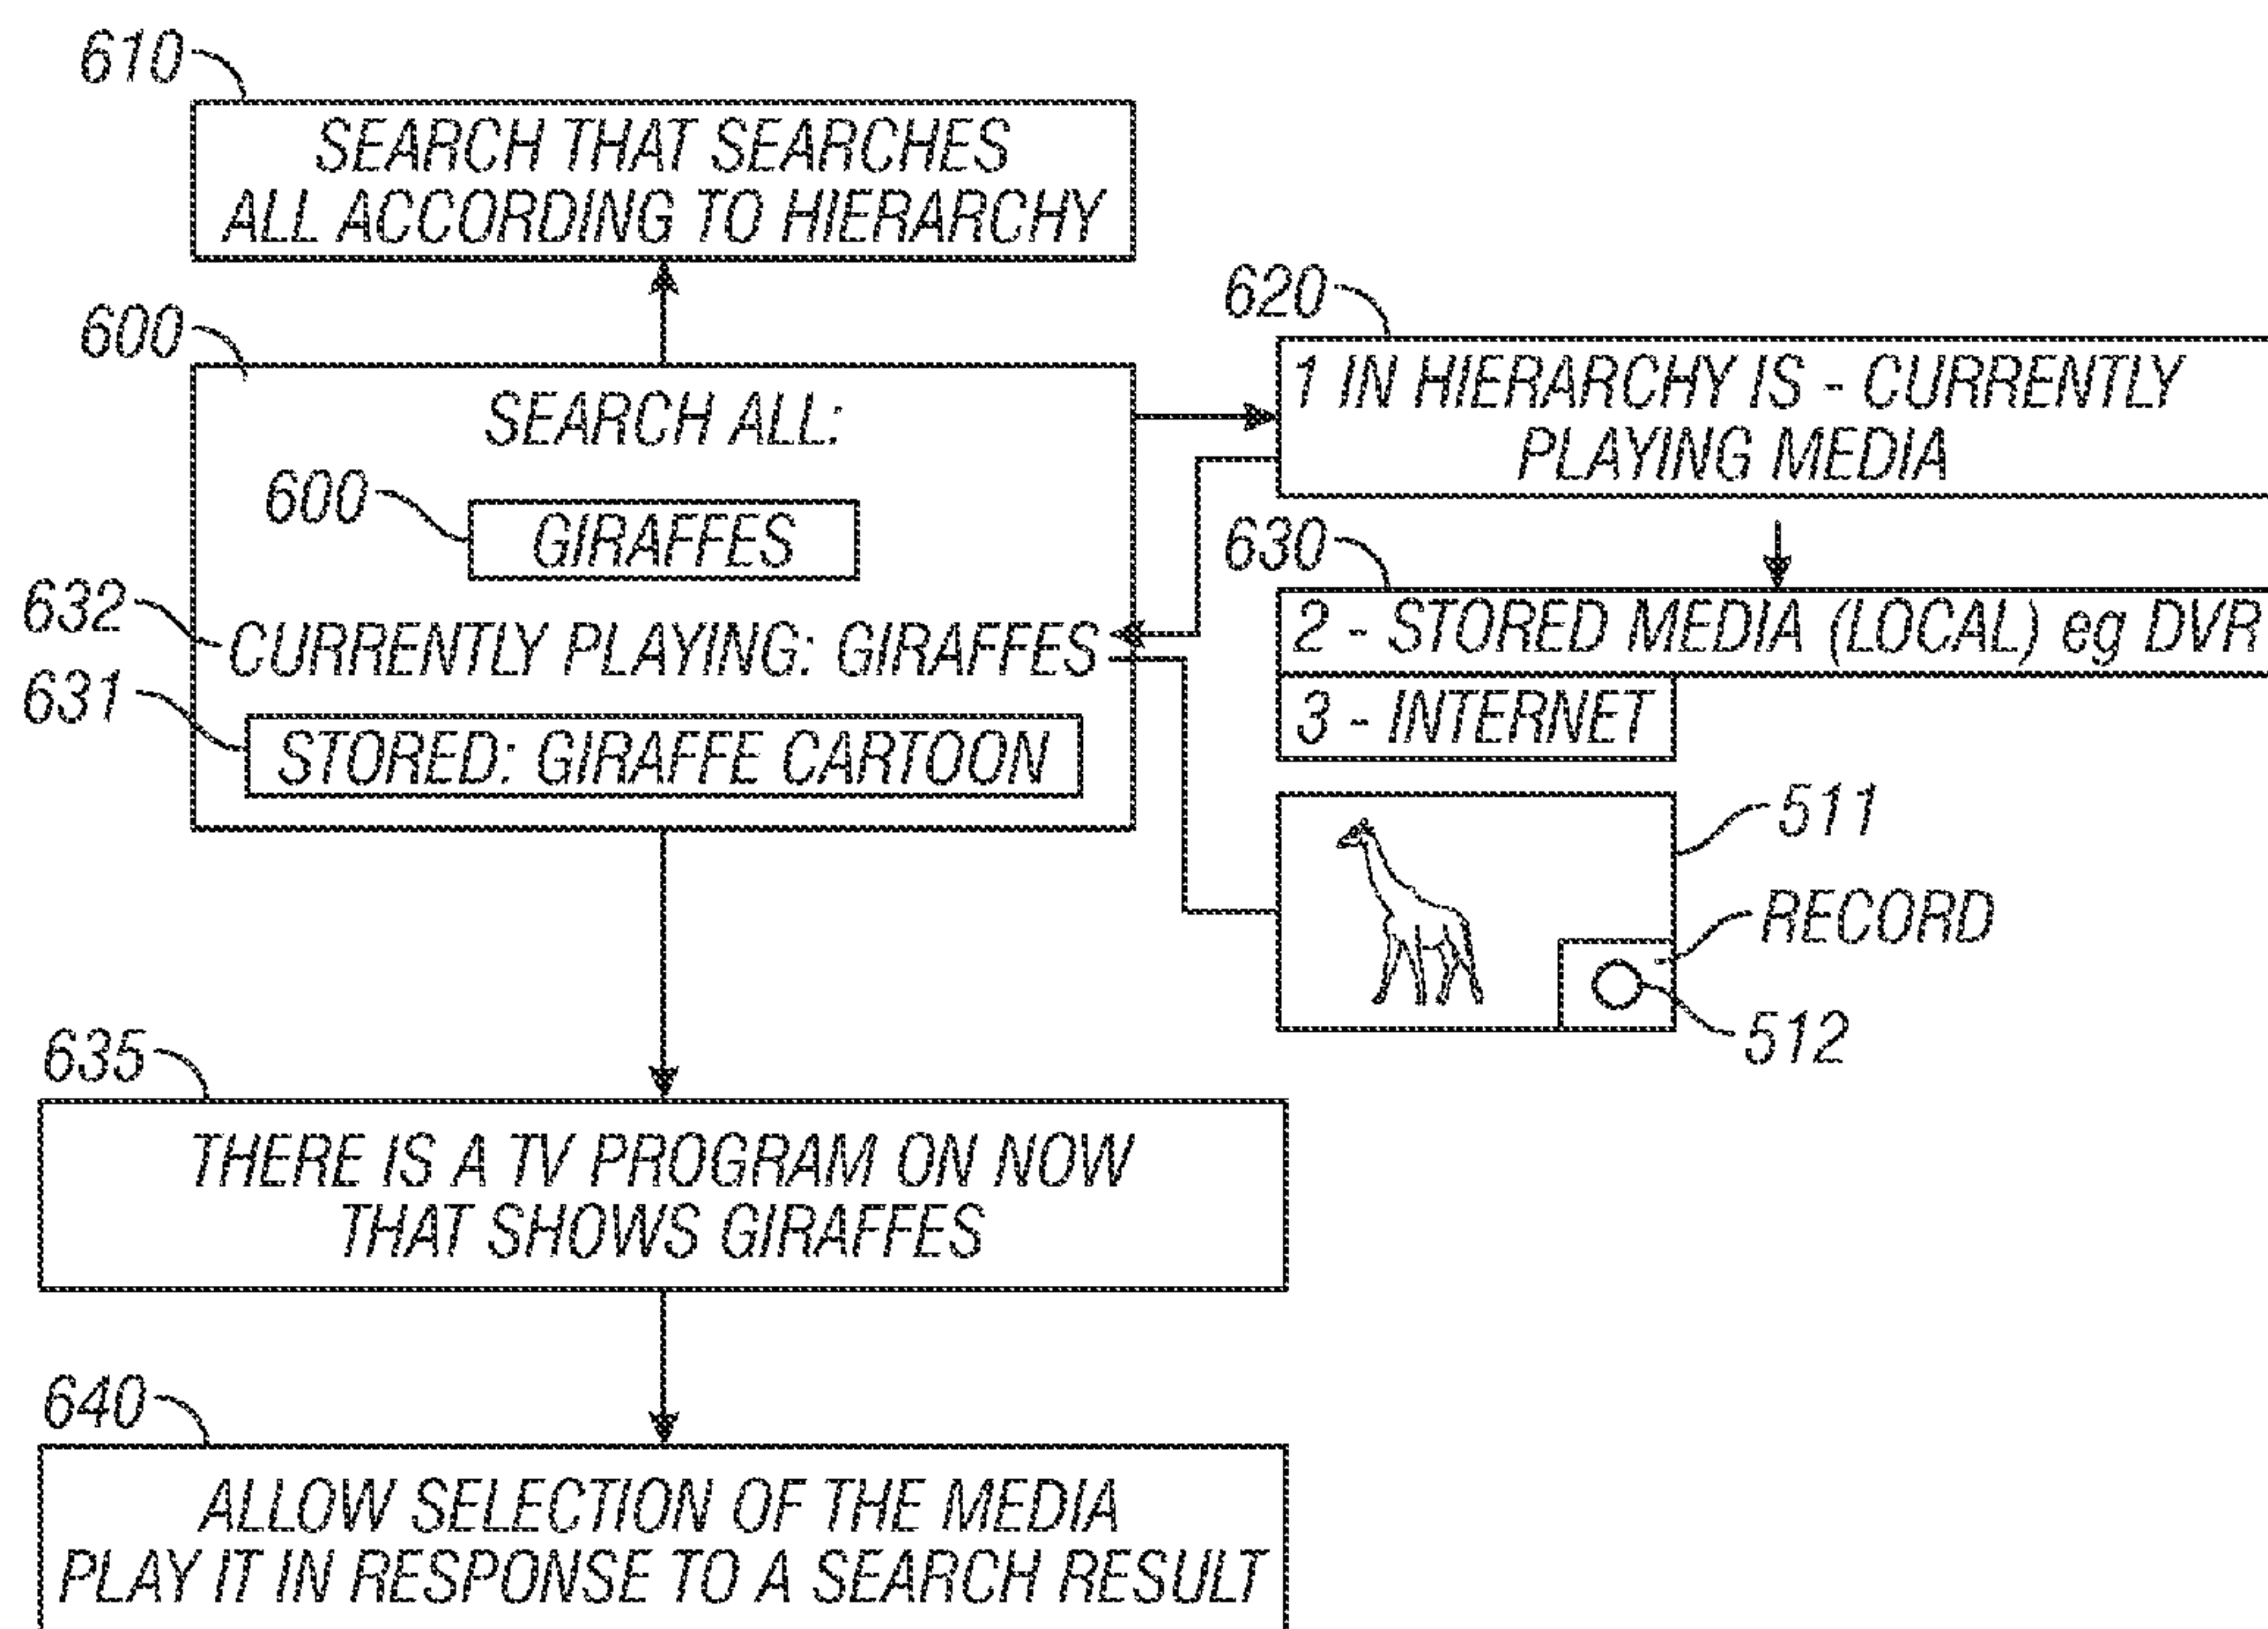 610
SEARCH THAT SEARCHES
ALL ACCORDING TO HIERARCHY
600
SEARCH ALL:
600
GIRAFFES
632
CURRENTLY PLAYING: GIRAFFES
631
STORED: GIRAFFE CARTOON
620
1 IN HIERARCHY IS - CURRENTLY
PLAYING MEDIA
630
2 - STORED MEDIA (LOCAL) eg DVR
3 - INTERNET
511
RECORD
512
635
THERE IS A TV PROGRAM ON NOW
THAT SHOWS GIRAFFES
640
ALLOW SELECTION OF THE MEDIA
PLAY IT IN RESPONSE TO A SEARCH RESULT